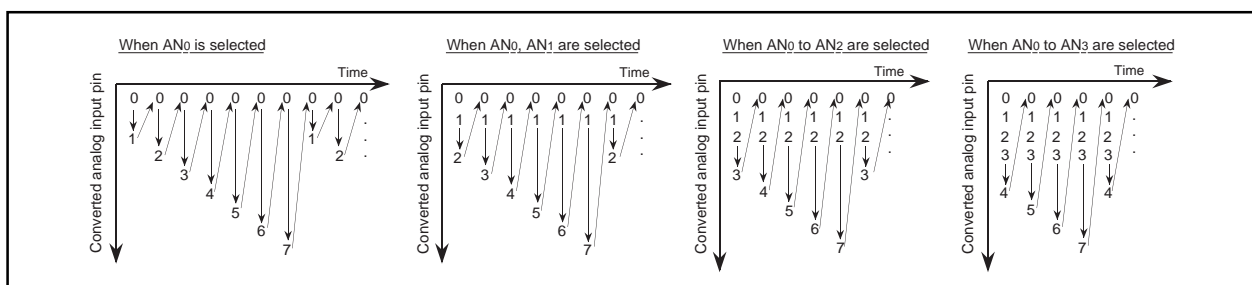 When AN0 is selected
Time
Converted analog input pin
0 0 0 0 0 0 0 0 0 0
1 1 .
2 2 .
3
4
5
6
7
When AN0, AN1 are selected
Time
Converted analog input pin
0 0 0 0 0 0 0 0
1 1 1 1 1 1 1 .
2 2 .
3
4
5
6
7
When AN0 to AN2 are selected
Time
Converted analog input pin
0 0 0 0 0 0 0
1 1 1 1 1 1 .
2 2 2 2 2 2 .
3 3 .
4
5
6
7
When AN0 to AN3 are selected
Time
Converted analog input pin
0 0 0 0 0 0
1 1 1 1 1 .
2 2 2 2 2 .
3 3 3 3 3 .
4 4
5
6
7